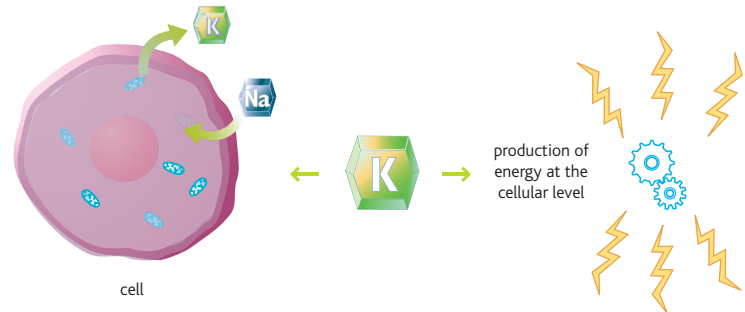 K
Na
K
production of
energy at the
cellular level
cell